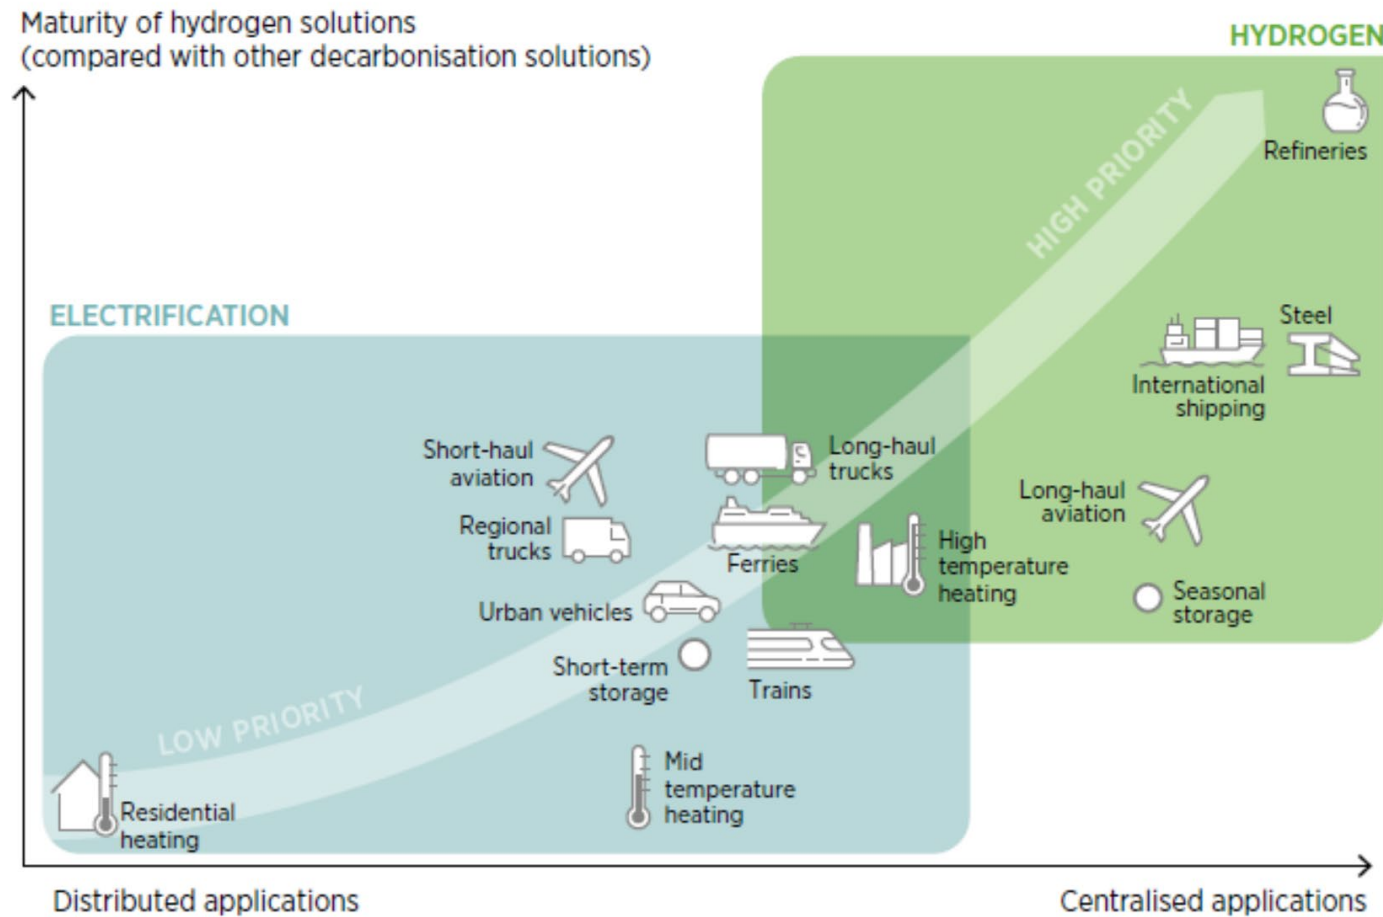 Maturity of hydrogen solutions
(compared with other decarbonisation solutions)
HYDROGEN
Refineries
HIGH PRIORITY
ELECTRIFICATION
Steel
International
shipping
Short-haul
aviation
Long-haul
trucks
Long-haul
aviation
Regional
trucks
Ferries
High
temperature
heating
Seasonal
storage
Urban vehicles
Short-term
storage
Trains
LOW PRIORITY
Mid
temperature
heating
Residential
heating
Distributed applications
Centralised applications